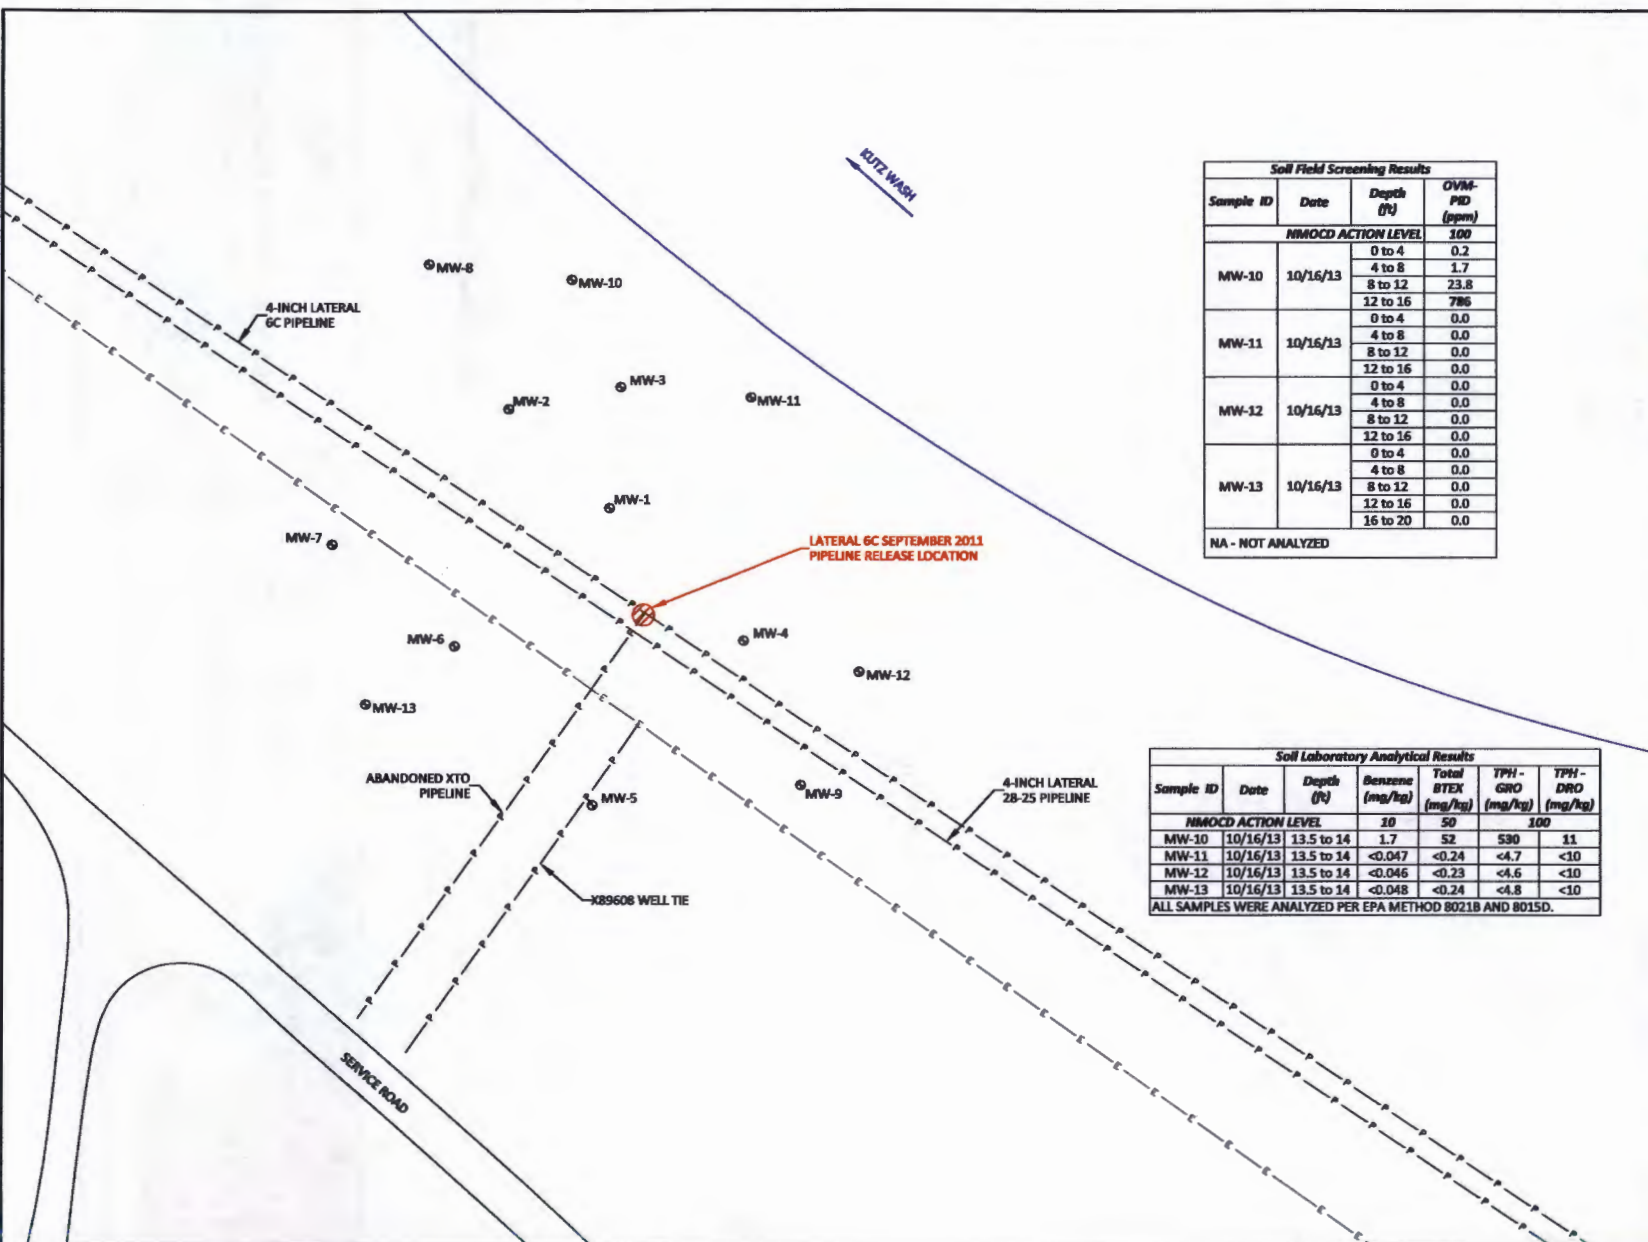 KUTZ WASH
MW-8
MW-10
4-INCH LATERAL
6C PIPELINE
MW-3
MW-2
MW-11
MW-1
MW-7
LATERAL 6C SEPTEMBER 2011
PIPELINE RELEASE LOCATION
MW-4
MW-6
MW-12
MW-13
ABANDONED XTO
PIPELINE
MW-5
MW-9
4-INCH LATERAL
28-25 PIPELINE
X89608 WELL TIE
SERVICE ROAD
Soil Field Screening Results
Sample ID Date Depth (ft) OVM-PID (ppm)
NMOCD ACTION LEVEL 100
MW-10 10/16/13 0 to 4 0.2
4 to 8 1.7
8 to 12 23.8
12 to 16 786
MW-11 10/16/13 0 to 4 0.0
4 to 8 0.0
8 to 12 0.0
12 to 16 0.0
MW-12 10/16/13 0 to 4 0.0
4 to 8 0.0
8 to 12 0.0
12 to 16 0.0
MW-13 10/16/13 0 to 4 0.0
4 to 8 0.0
8 to 12 0.0
12 to 16 0.0
16 to 20 0.0
NA - NOT ANALYZED
Soil Laboratory Analytical Results
Sample ID Date Depth (ft) Benzene (mg/kg) Total BTEX (mg/kg) TPH - GRO (mg/kg) TPH - DRO (mg/kg)
NMOCD ACTION LEVEL 10 50 100
MW-10 10/16/13 13.5 to 14 1.7 52 530 11
MW-11 10/16/13 13.5 to 14 <0.047 <0.24 <4.7 <10
MW-12 10/16/13 13.5 to 14 <0.046 <0.23 <4.6 <10
MW-13 10/16/13 13.5 to 14 <0.048 <0.24 <4.8 <10
ALL SAMPLES WERE ANALYZED PER EPA METHOD 8021B AND 8015D.